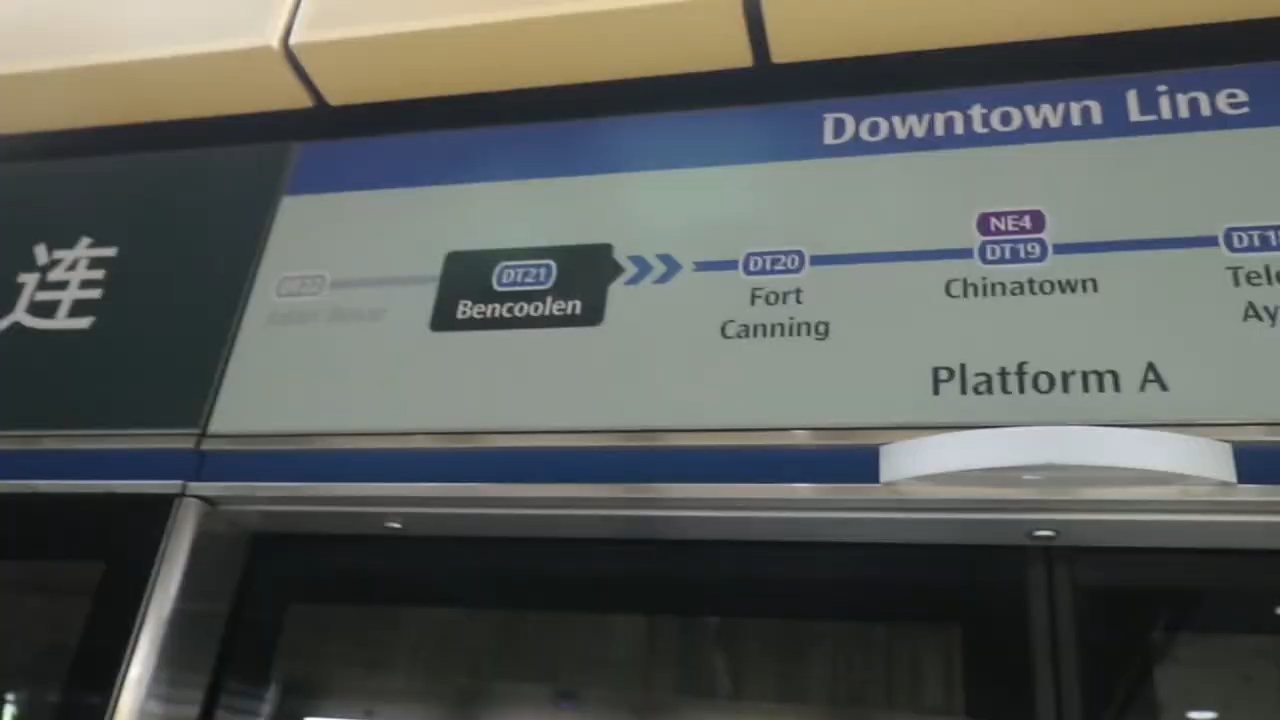 Downtown Line
连
DT21
Bencoolen
DT20
Fort
Canning
NE4
DT19
Chinatown
Platform A